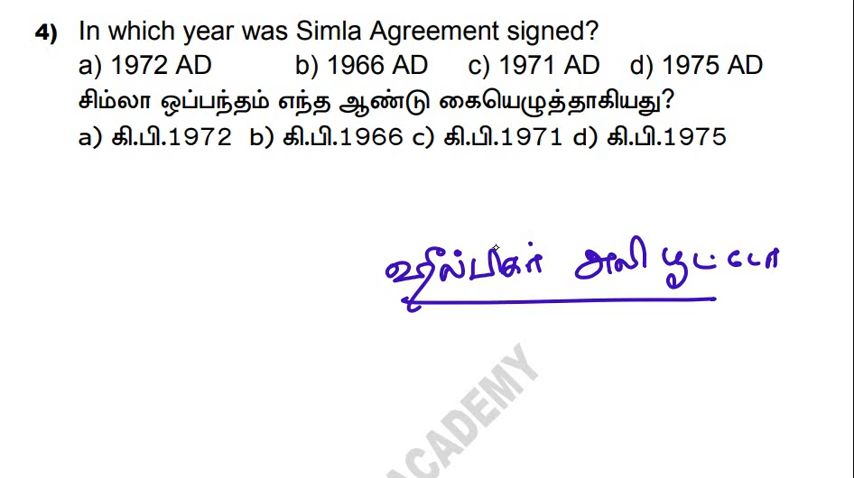 4) In which year was Simla Agreement signed?
a) 1972 AD b) 1966 AD c) 1971 AD d) 1975 AD
சிம்லா ஒப்பந்தம் எந்த ஆண்டு கையெழுத்தாகியது?
a) கி.பி.1972 b) கி.பி.1966 c) கி.பி.1971 d) கி.பி.1975
அலி பூட்டோ
ACADEMY